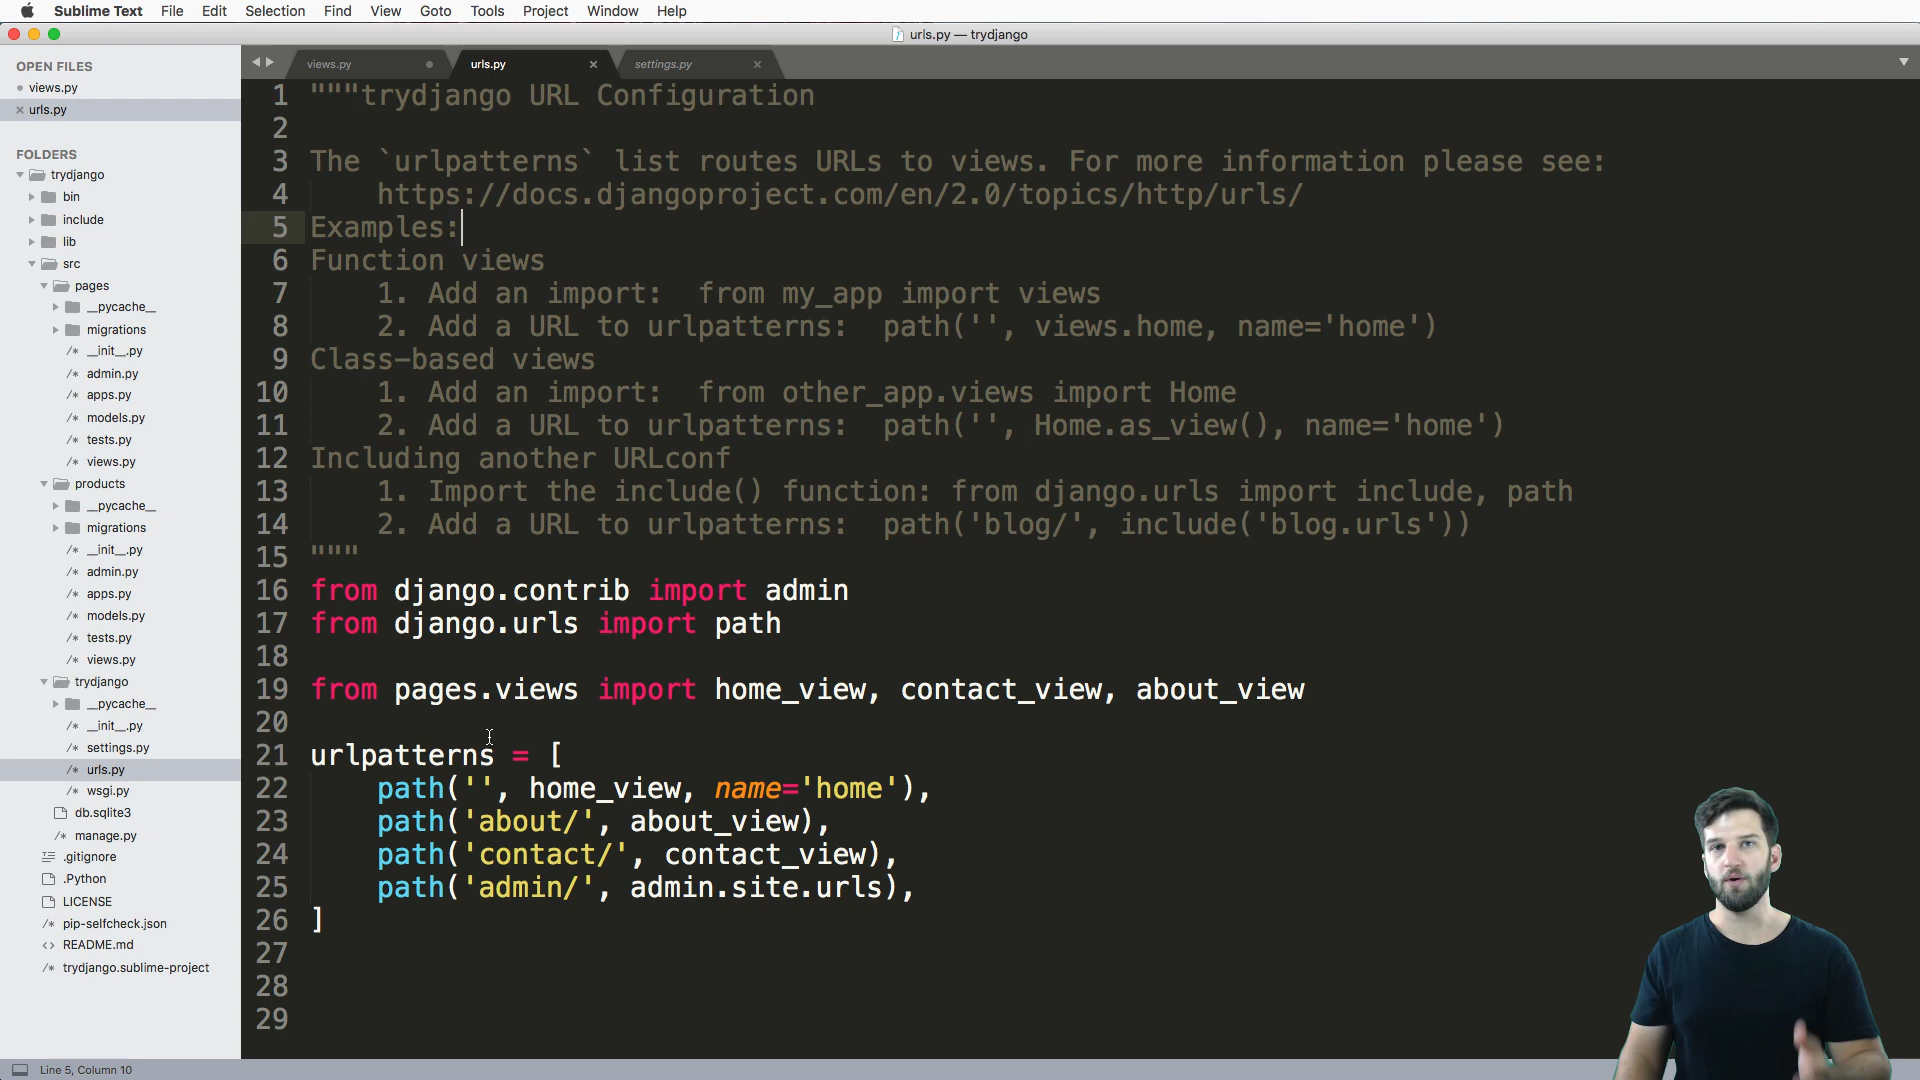 Sublime Text File Edit Selection Find View Goto Tools Project Window Help
urls.py — trydjango
OPEN FILES
views.py
urls.py
FOLDERS
trydjango
bin
include
lib
src
pages
__pycache__
migrations
/* __init__.py
/* admin.py
/* apps.py
/* models.py
/* tests.py
/* views.py
products
__pycache__
migrations
/* __init__.py
/* admin.py
/* apps.py
/* models.py
/* tests.py
/* views.py
trydjango
__pycache__
/* __init__.py
/* settings.py
/* urls.py
/* wsgi.py
db.sqlite3
/* manage.py
.gitignore
.Python
LICENSE
/* pip-selfcheck.json
<> README.md
/* trydjango.sublime-project
views.py urls.py settings.py
1 """trydjango URL Configuration
2
3 The `urlpatterns` list routes URLs to views. For more information please see:
4     https://docs.djangoproject.com/en/2.0/topics/http/urls/
5 Examples:
6 Function views
7     1. Add an import:  from my_app import views
8     2. Add a URL to urlpatterns:  path('', views.home, name='home')
9 Class-based views
10     1. Add an import:  from other_app.views import Home
11     2. Add a URL to urlpatterns:  path('', Home.as_view(), name='home')
12 Including another URLconf
13     1. Import the include() function: from django.urls import include, path
14     2. Add a URL to urlpatterns:  path('blog/', include('blog.urls'))
15 """
16 from django.contrib import admin
17 from django.urls import path
18
19 from pages.views import home_view, contact_view, about_view
20
21 urlpatterns = [
22     path('', home_view, name='home'),
23     path('about/', about_view),
24     path('contact/', contact_view),
25     path('admin/', admin.site.urls),
26 ]
27
28
29
Line 5, Column 10